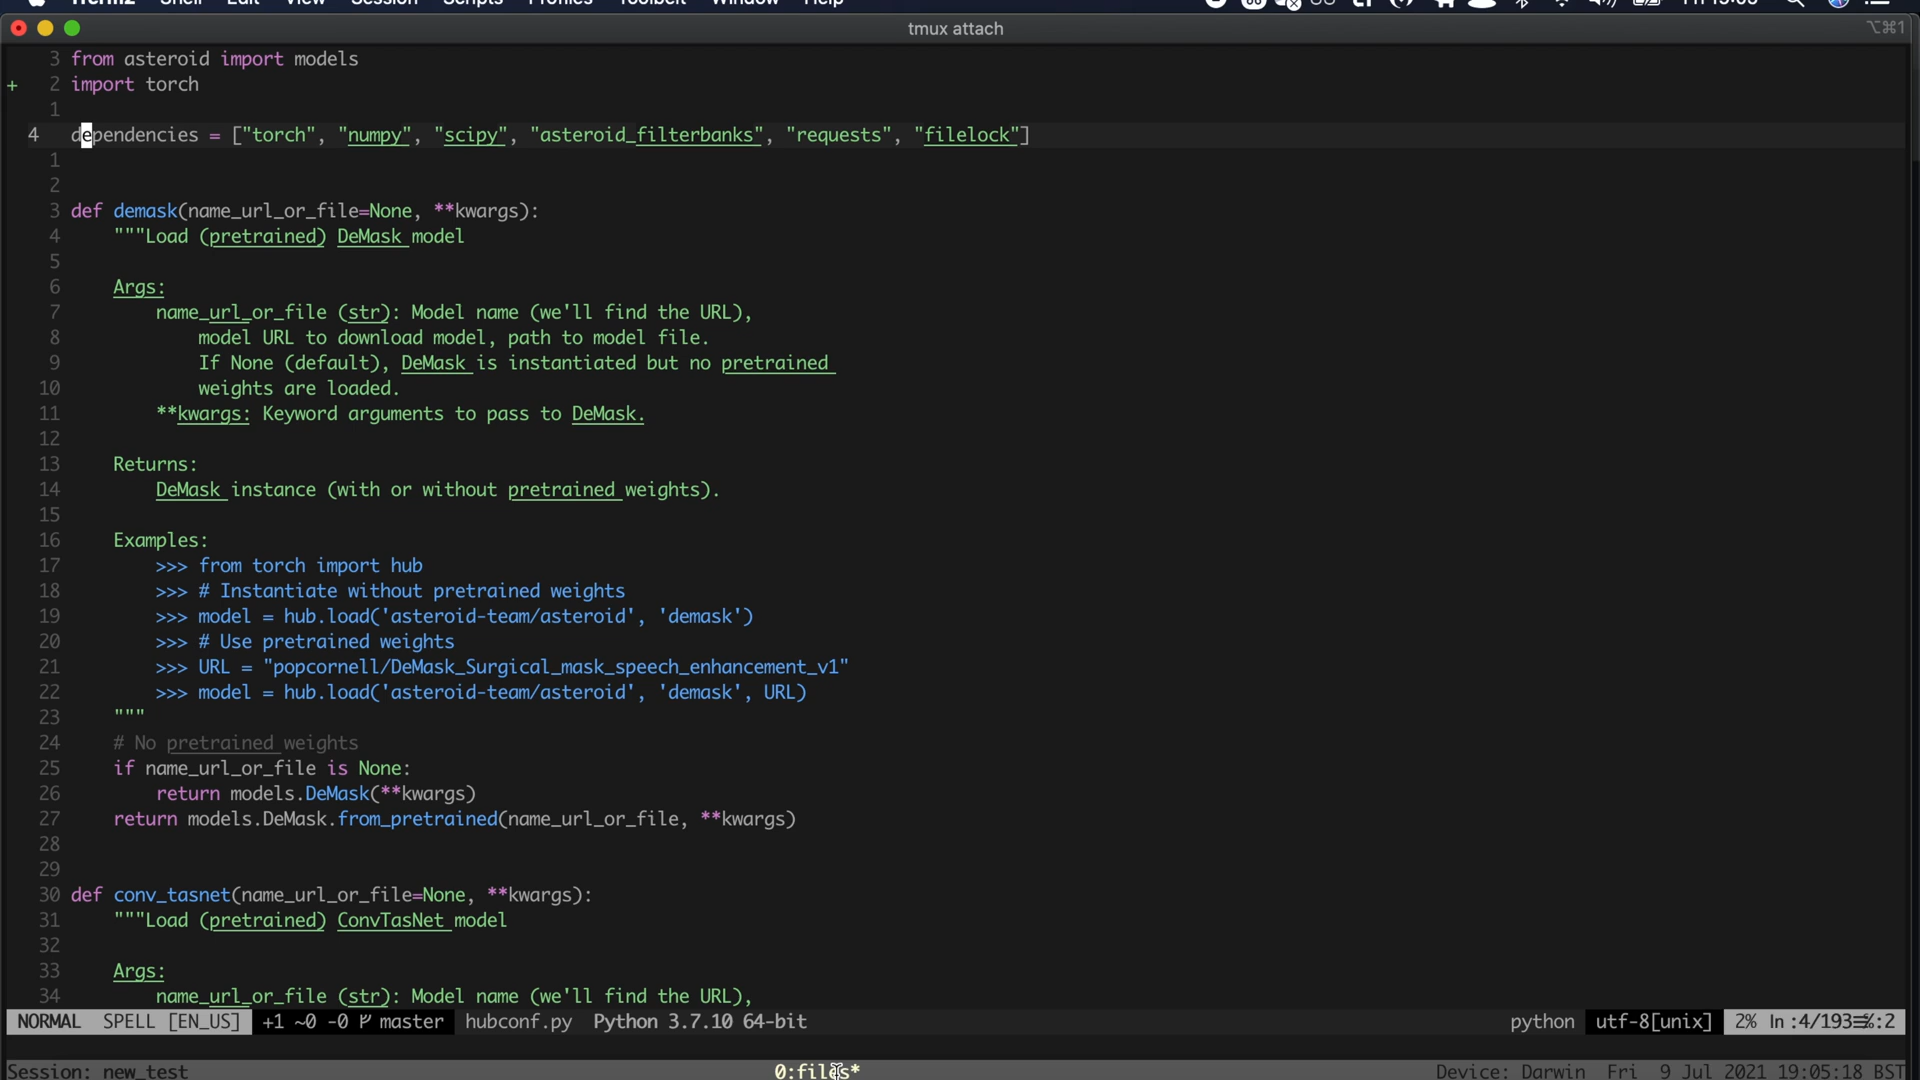 iTerm2 Shell Edit View Session Scripts Profiles Toolbelt Window Help
tmux attach ⌥⌘1
3 from asteroid import models
+ 2 import torch
1
4 dependencies = ["torch", "numpy", "scipy", "asteroid_filterbanks", "requests", "filelock"]
1
2
3 def demask(name_url_or_file=None, **kwargs):
4 """Load (pretrained) DeMask model
5
6 Args:
7 name_url_or_file (str): Model name (we'll find the URL),
8 model URL to download model, path to model file.
9 If None (default), DeMask is instantiated but no pretrained
10 weights are loaded.
11 **kwargs: Keyword arguments to pass to DeMask.
12
13 Returns:
14 DeMask instance (with or without pretrained weights).
15
16 Examples:
17 >>> from torch import hub
18 >>> # Instantiate without pretrained weights
19 >>> model = hub.load('asteroid-team/asteroid', 'demask')
20 >>> # Use pretrained weights
21 >>> URL = "popcornell/DeMask_Surgical_mask_speech_enhancement_v1"
22 >>> model = hub.load('asteroid-team/asteroid', 'demask', URL)
23 """
24 # No pretrained weights
25 if name_url_or_file is None:
26 return models.DeMask(**kwargs)
27 return models.DeMask.from_pretrained(name_url_or_file, **kwargs)
28
29
30 def conv_tasnet(name_url_or_file=None, **kwargs):
31 """Load (pretrained) ConvTasNet model
32
33 Args:
34 name_url_or_file (str): Model name (we'll find the URL),
NORMAL SPELL [EN_US] +1 ~0 -0 master hubconf.py Python 3.7.10 64-bit python utf-8[unix] 2% ln :4/193≡%:2
Session: new_test 0:files* Device: Darwin Fri 9 Jul 2021 19:05:18 BST